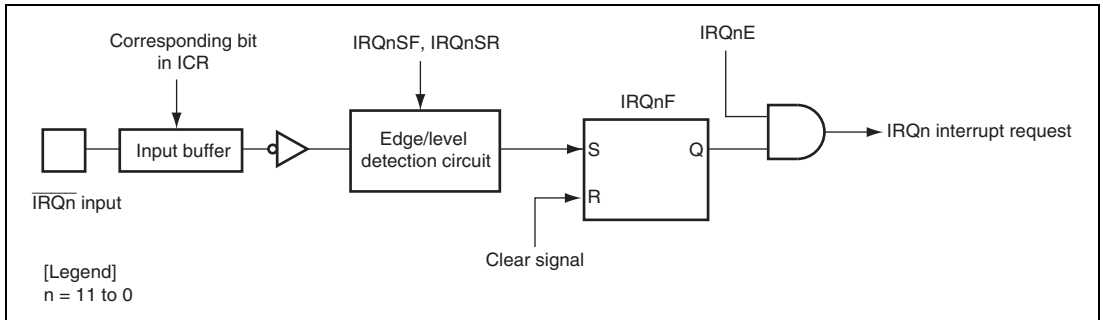 Corresponding bit
in ICR
IRQnSF, IRQnSR
IRQnE
IRQnF
Input buffer
Edge/level
detection circuit
S
Q
R
IRQn interrupt request
IRQn input
Clear signal
[Legend]
n = 11 to 0